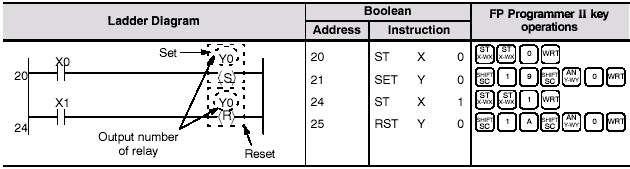 Ladder Diagram
Boolean
Address Instruction
FP Programmer II key operations
Set
X0
Y0
S
20
X1
Y0
R
24
Output number of relay
Reset
20 ST X 0
21 SET Y 0
24 ST X 1
25 RST Y 0
ST X-WX ST X-WX 0 WRT
SHIFT SC 1 9 SHIFT SC AN Y-WY 0 WRT
ST X-WX ST X-WX 1 WRT
SHIFT SC 1 A SHIFT SC AN Y-WY 0 WRT